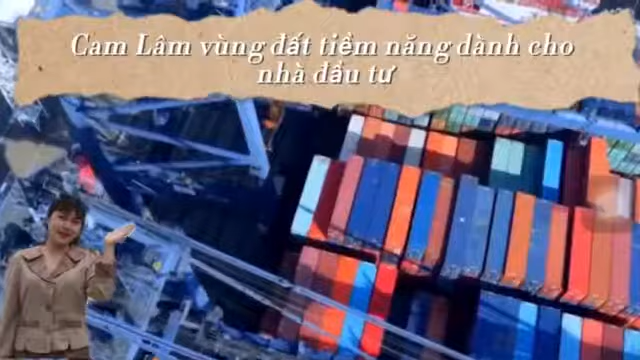 Cam Lâm vùng đất tiềm năng dành cho
nhà đầu tư